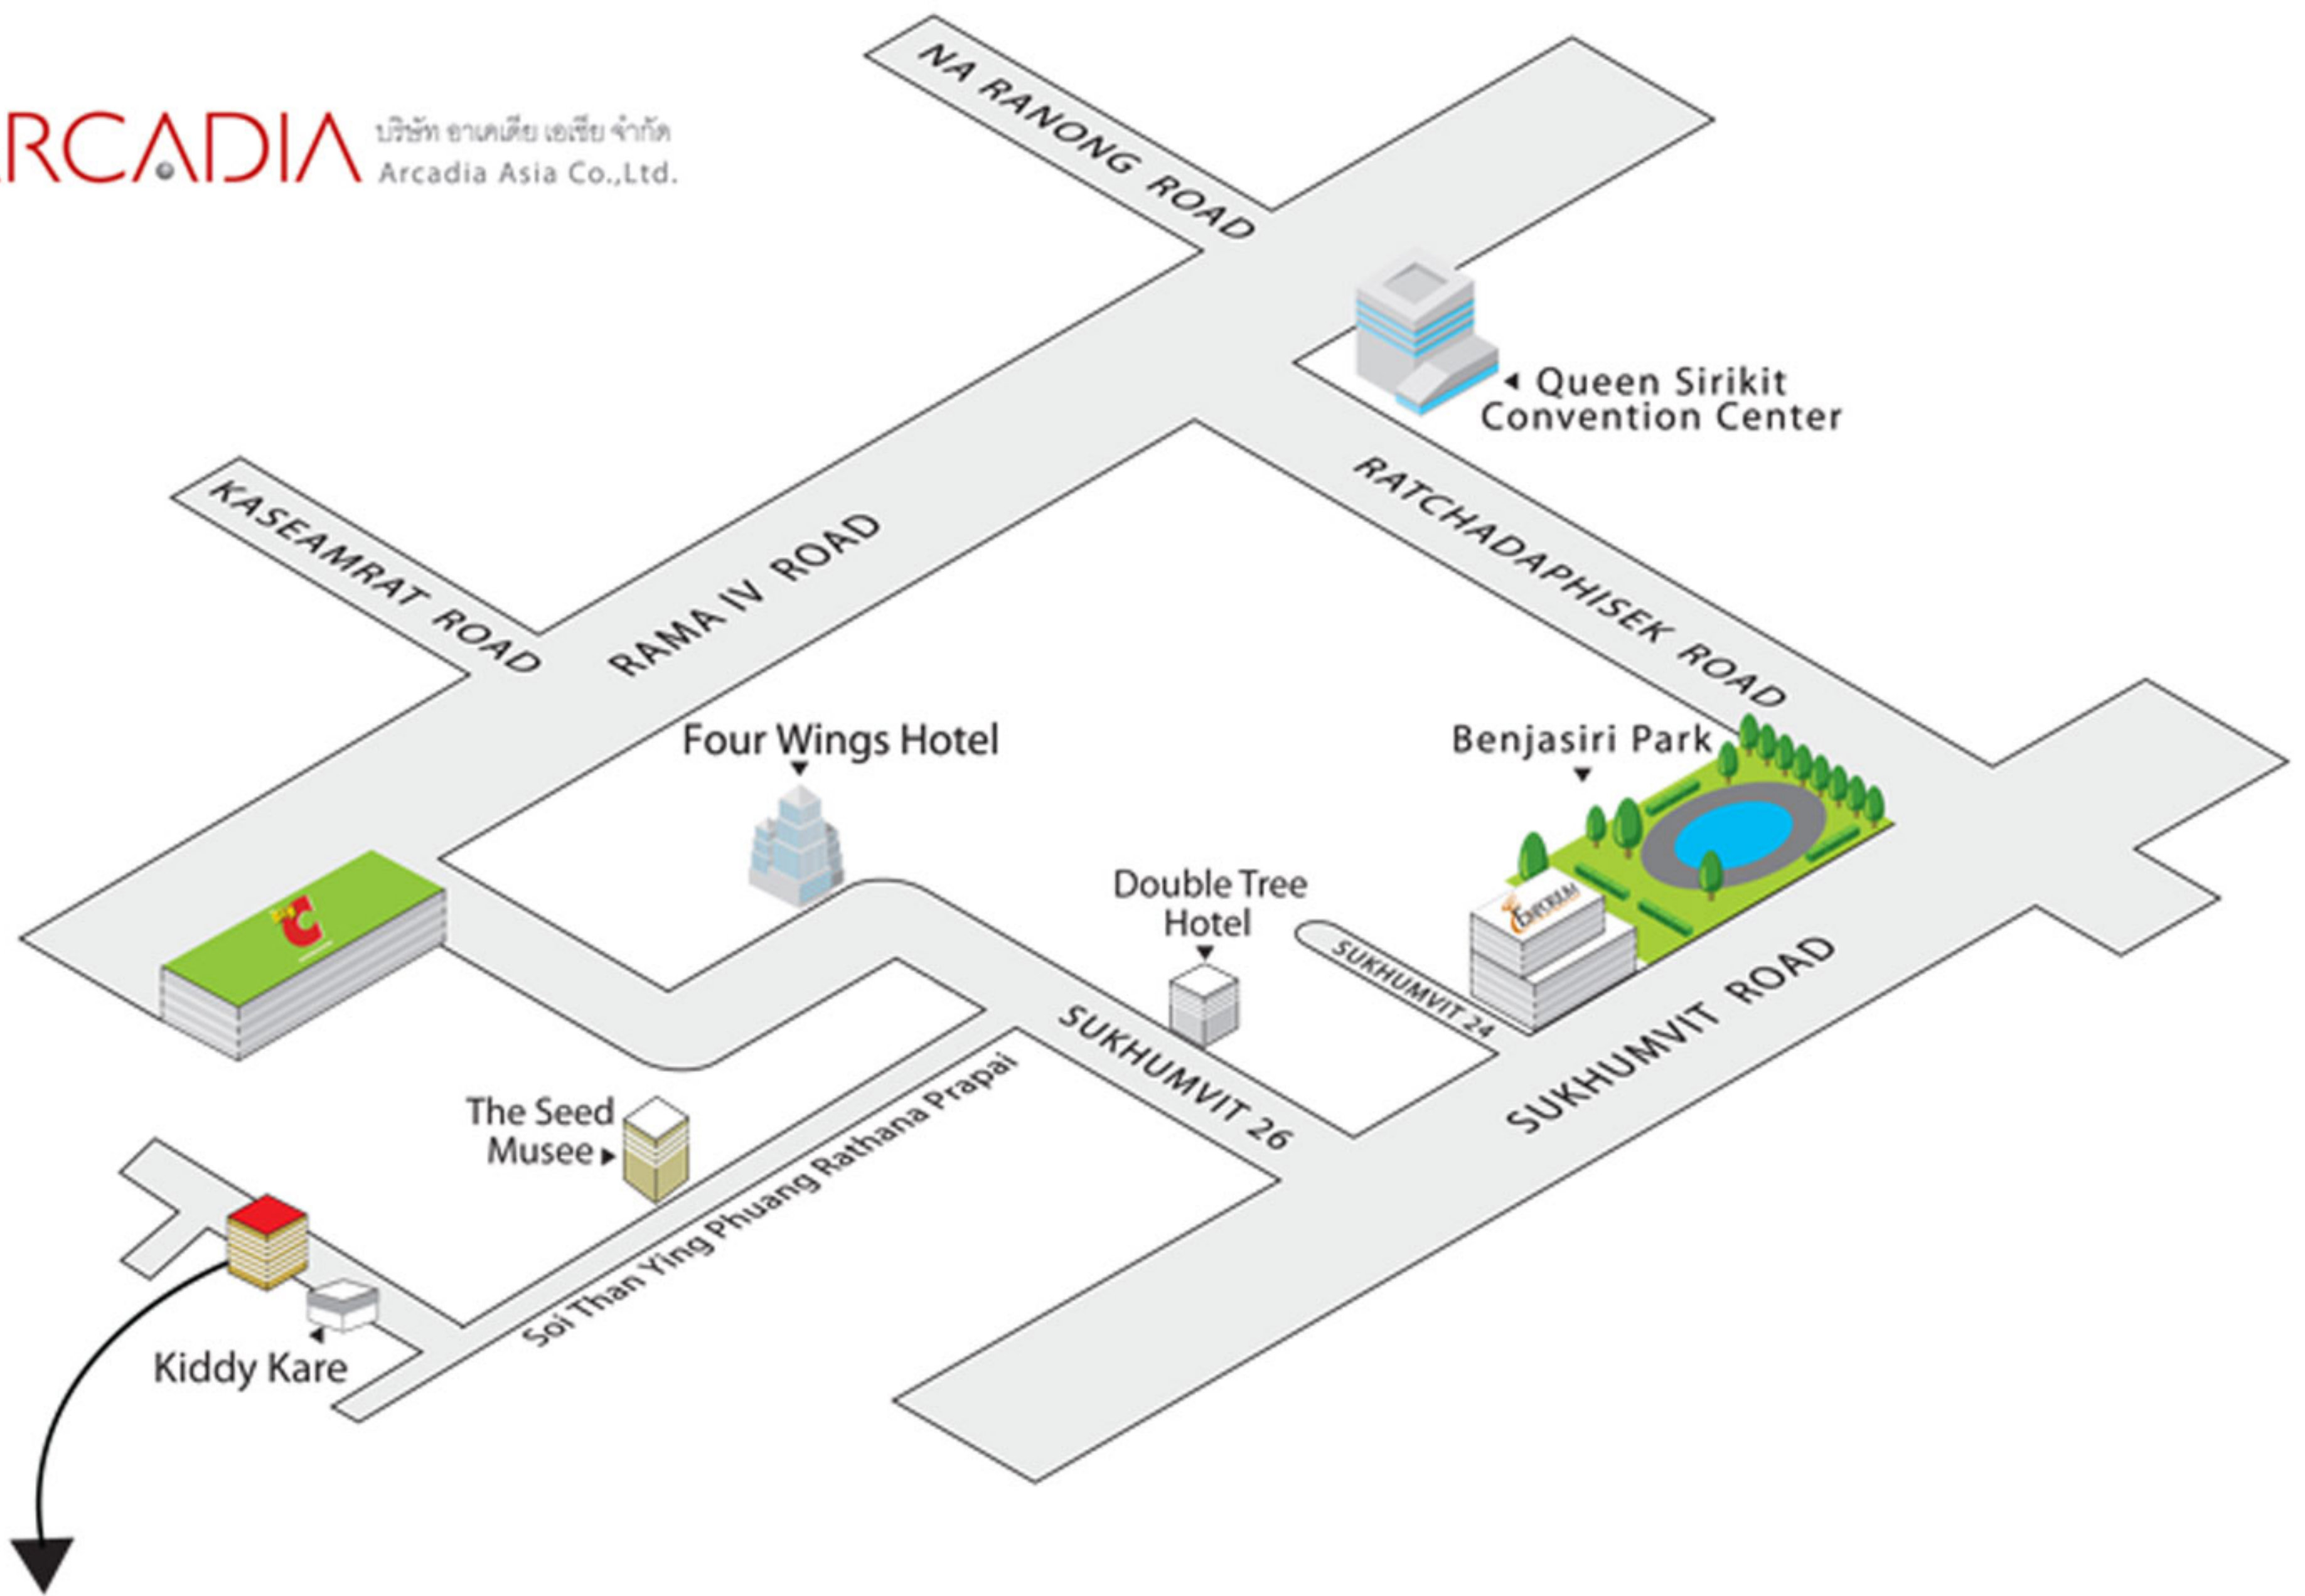 NA RANONG ROAD
RCADIA
บริษัท อาเคเดีย เอเชีย จำกัด
Arcadia Asia Co.,Ltd.
Queen Sirikit
Convention Center
KASEAMRAT ROAD
RAMA IV ROAD
RATCHADAPHISEK ROAD
Four Wings Hotel
Benjasiri Park
Big C
Double Tree
Hotel
EMPORIUM
SUKHUMVIT 24
SUKHUMVIT ROAD
SUKHUMVIT 26
The Seed
Musee
Soi Than Ying Phuang Rathana Prapai
Kiddy Kare